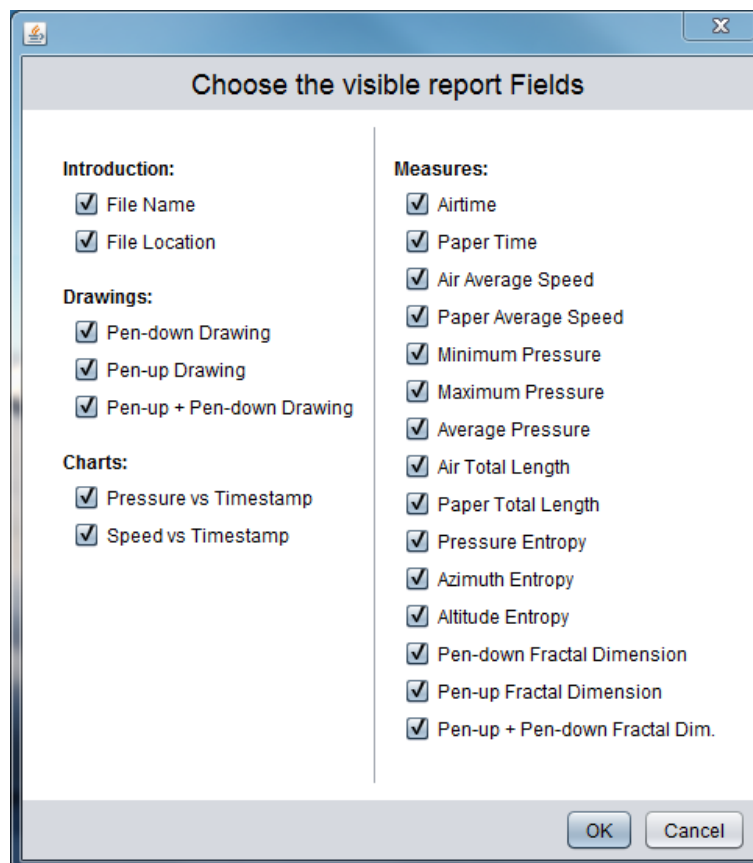 Choose the visible report Fields
Introduction:
File Name
File Location
Drawings:
Pen-down Drawing
Pen-up Drawing
Pen-up + Pen-down Drawing
Charts:
Pressure vs Timestamp
Speed vs Timestamp
Measures:
Airtime
Paper Time
Air Average Speed
Paper Average Speed
Minimum Pressure
Maximum Pressure
Average Pressure
Air Total Length
Paper Total Length
Pressure Entropy
Azimuth Entropy
Altitude Entropy
Pen-down Fractal Dimension
Pen-up Fractal Dimension
Pen-up + Pen-down Fractal Dim.
OK
Cancel